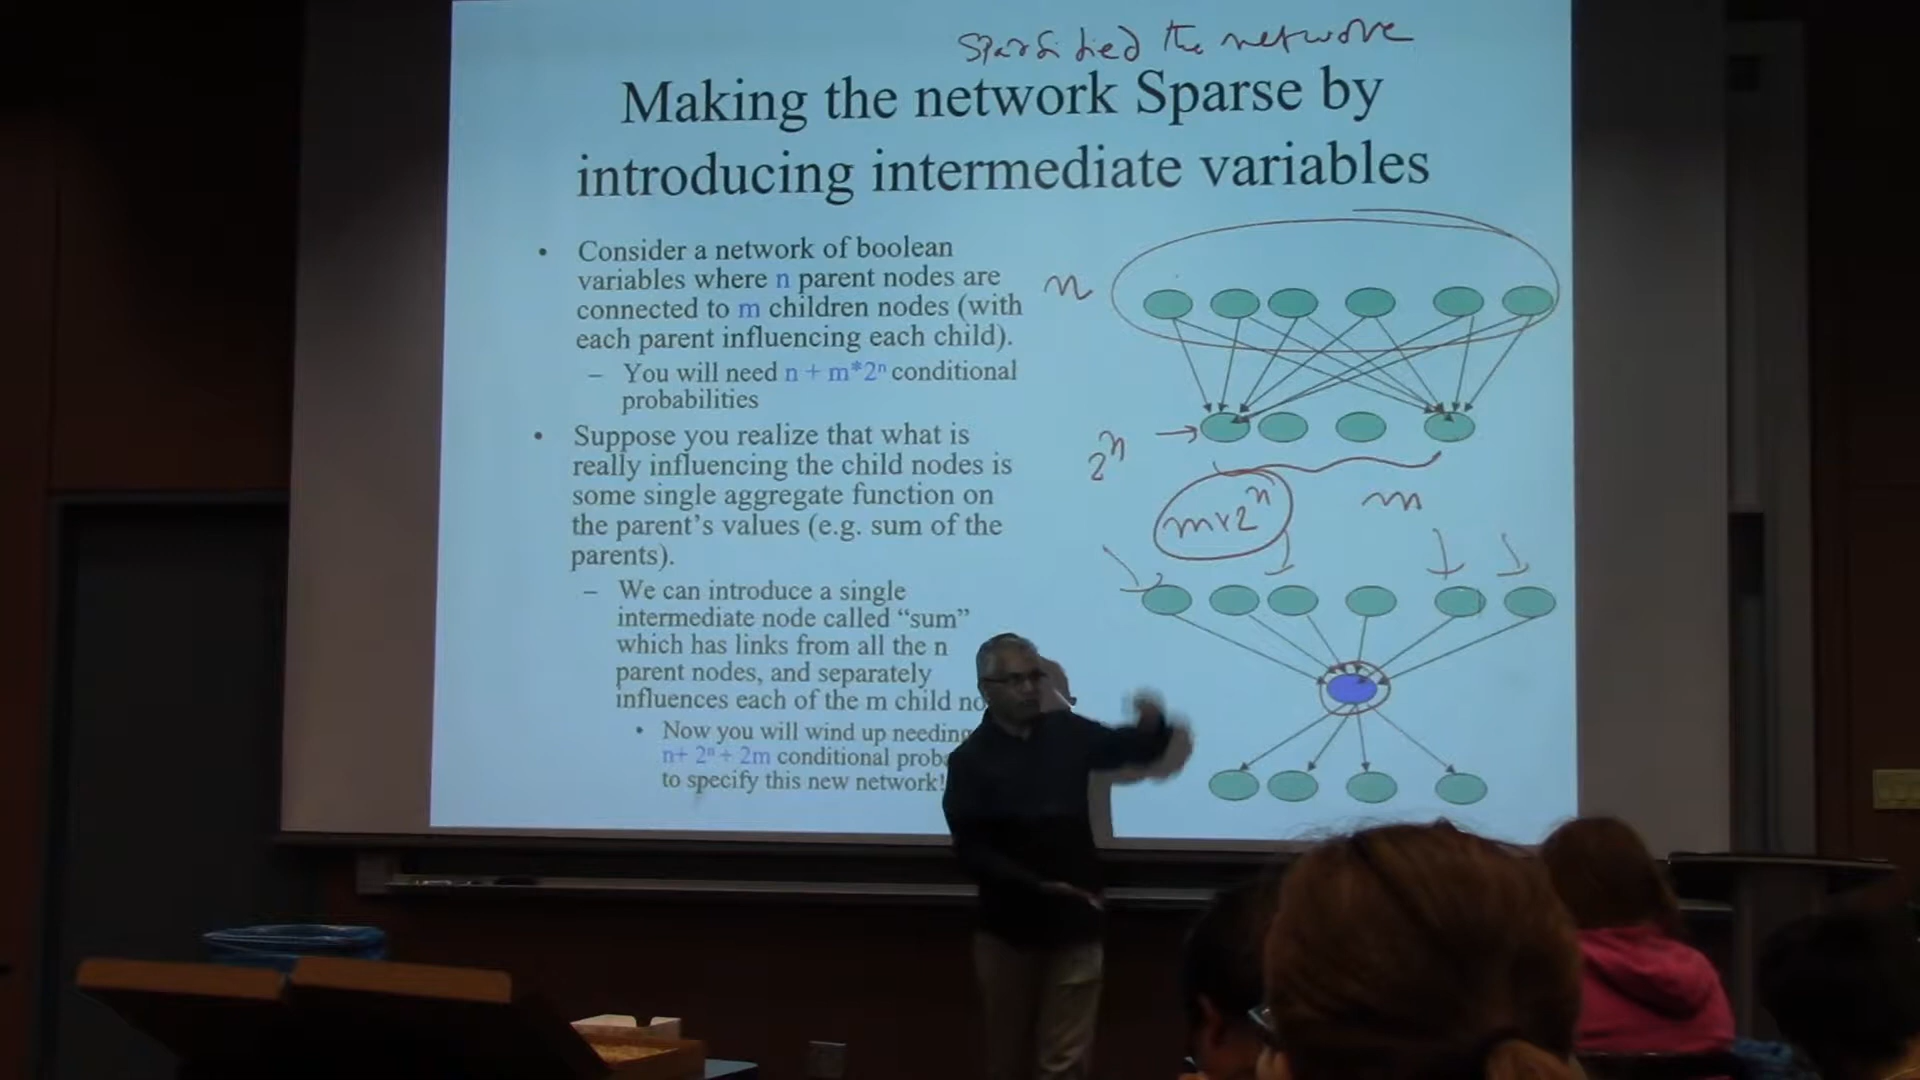 Sparsified the network
Making the network Sparse by
introducing intermediate variables
• Consider a network of boolean
variables where n parent nodes are
connected to m children nodes (with
each parent influencing each child).
– You will need n + m*2ⁿ conditional
probabilities
• Suppose you realize that what is
really influencing the child nodes is
some single aggregate function on
the parent's values (e.g. sum of the
parents).
– We can introduce a single
intermediate node called “sum”
which has links from all the n
parent nodes, and separately
influences each of the m child
• Now you will wind up needing
n+ 2ⁿ + 2m conditional
to specify this new network!
n
2ⁿ
m×2ⁿ
m